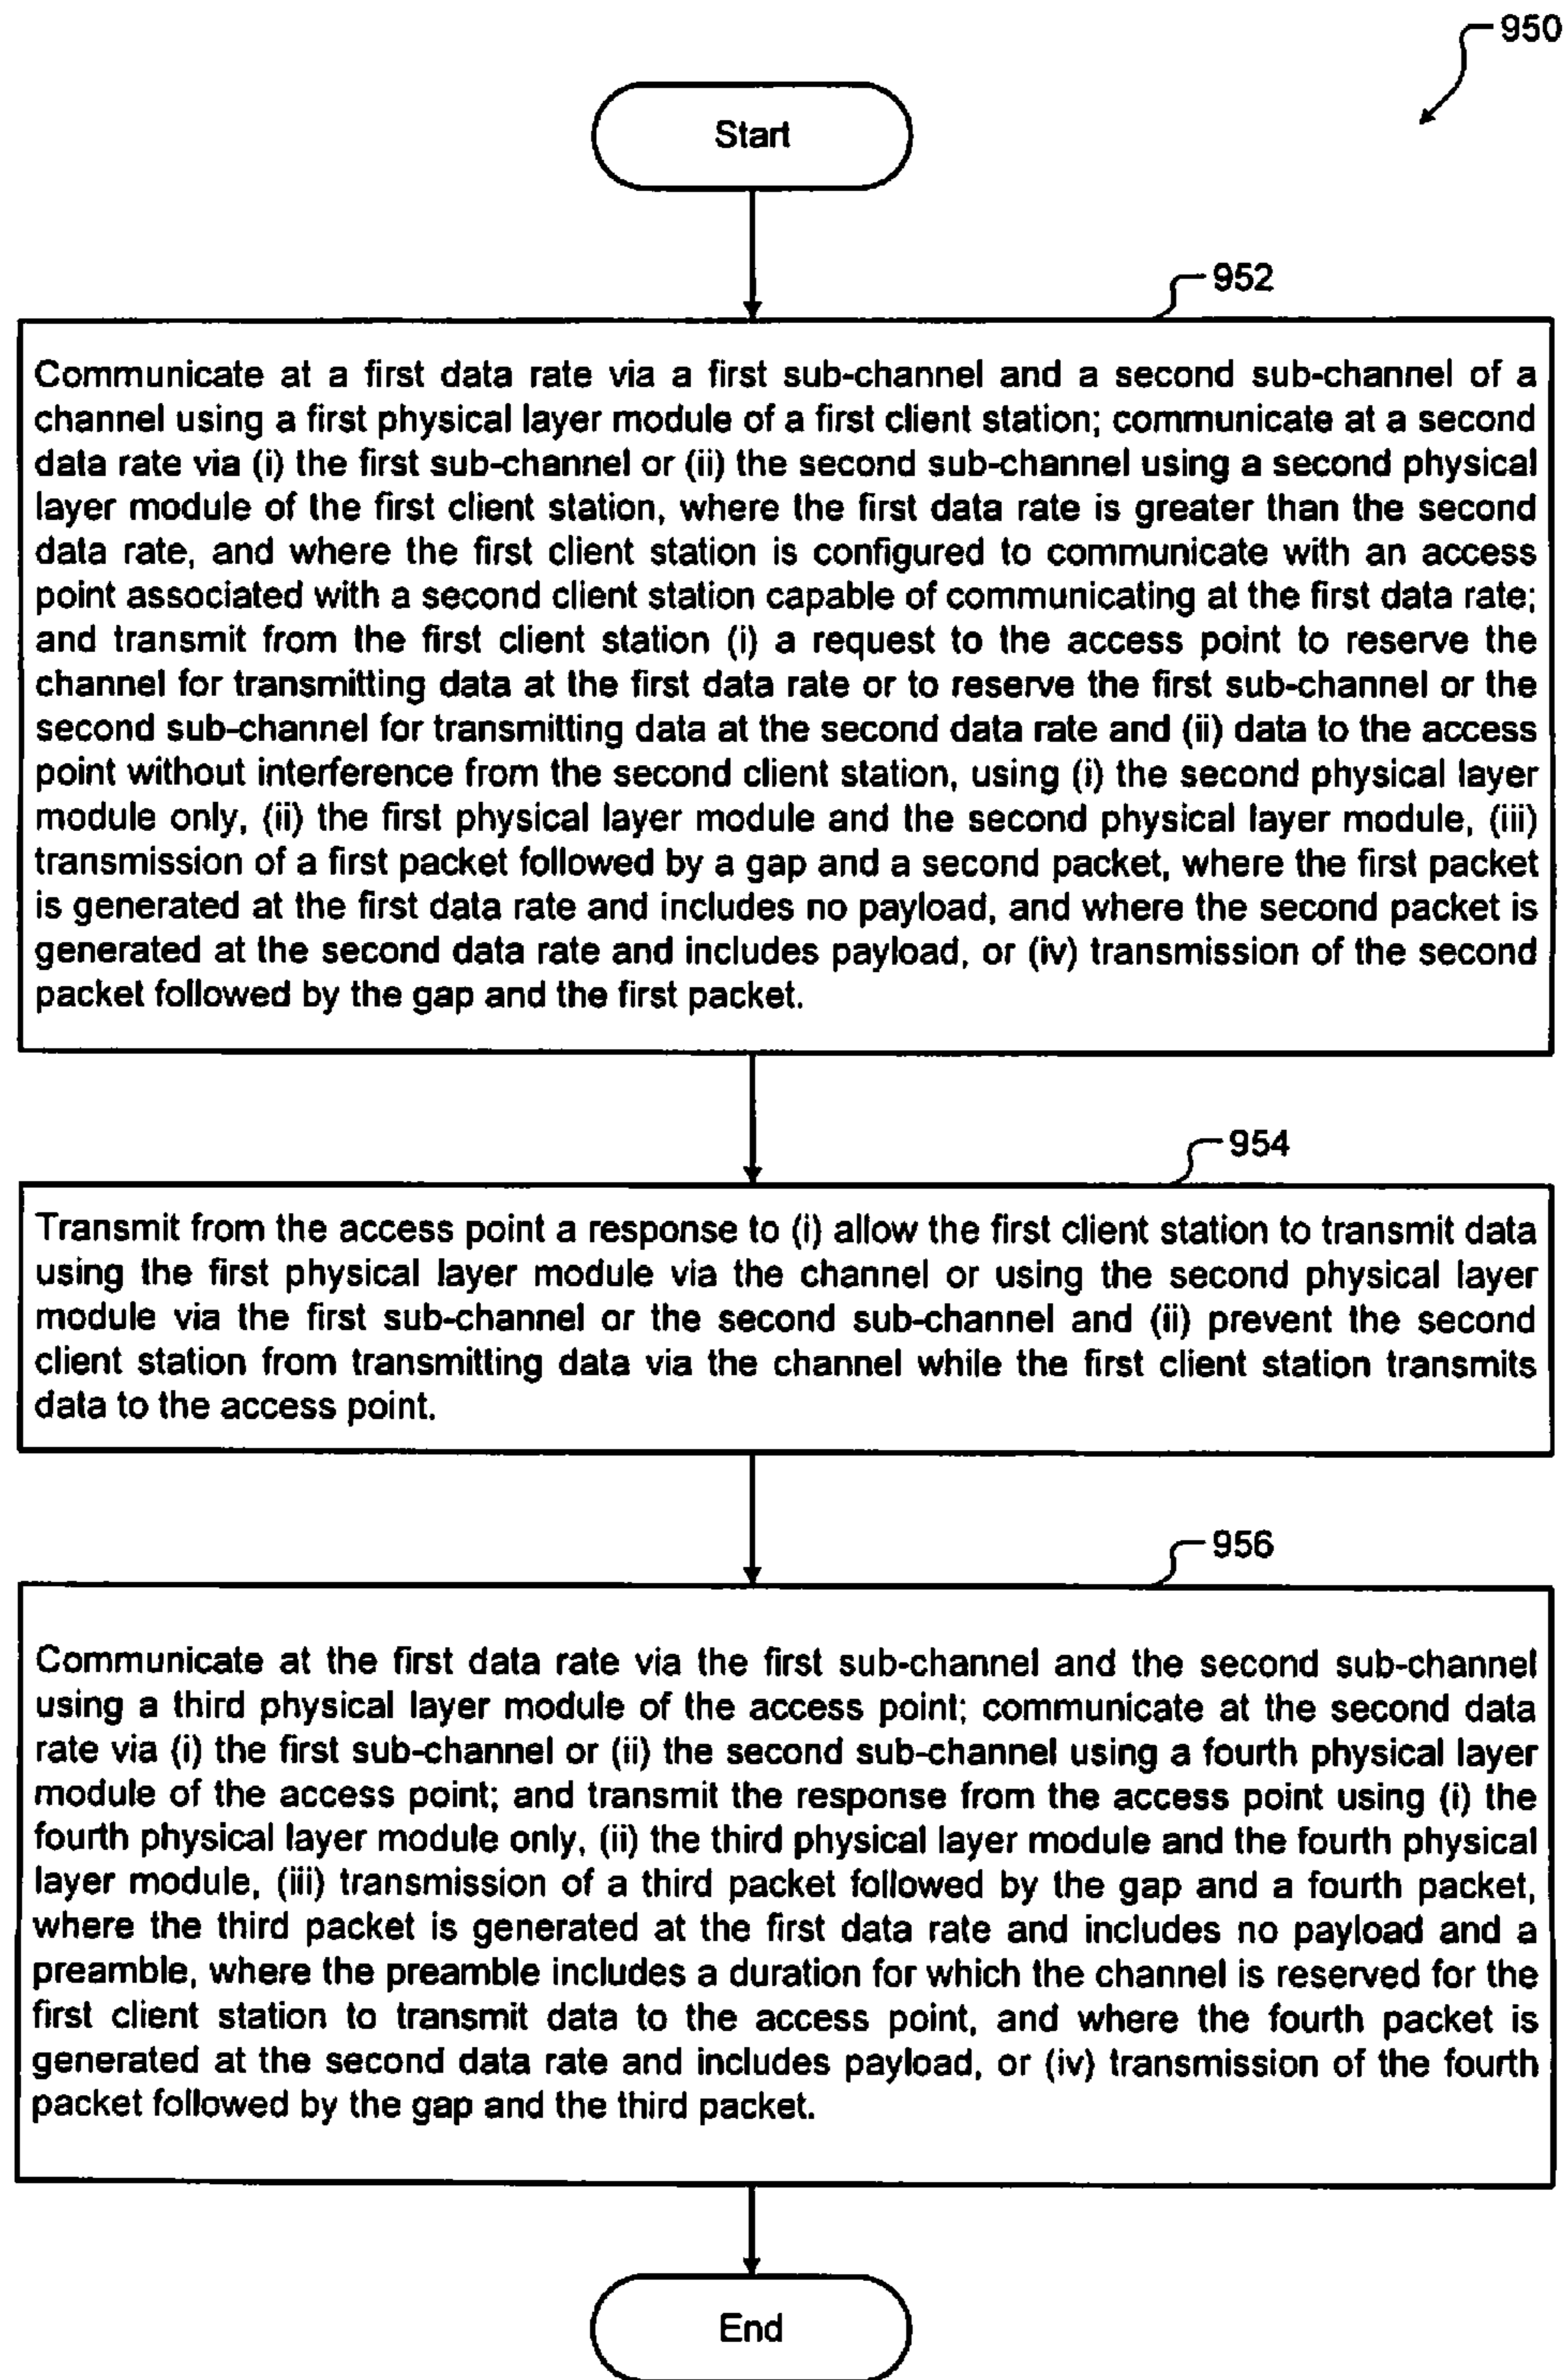 950
Start
952
Communicate at a first data rate via a first sub-channel and a second sub-channel of a
channel using a first physical layer module of a first client station; communicate at a second
data rate via (i) the first sub-channel or (ii) the second sub-channel using a second physical
layer module of the first client station, where the first data rate is greater than the second
data rate, and where the first client station is configured to communicate with an access
point associated with a second client station capable of communicating at the first data rate;
and transmit from the first client station (i) a request to the access point to reserve the
channel for transmitting data at the first data rate or to reserve the first sub-channel or the
second sub-channel for transmitting data at the second data rate and (ii) data to the access
point without interference from the second client station, using (i) the second physical layer
module only, (ii) the first physical layer module and the second physical layer module, (iii)
transmission of a first packet followed by a gap and a second packet, where the first packet
is generated at the first data rate and includes no payload, and where the second packet is
generated at the second data rate and includes payload, or (iv) transmission of the second
packet followed by the gap and the first packet.
954
Transmit from the access point a response to (i) allow the first client station to transmit data
using the first physical layer module via the channel or using the second physical layer
module via the first sub-channel or the second sub-channel and (ii) prevent the second
client station from transmitting data via the channel while the first client station transmits
data to the access point.
956
Communicate at the first data rate via the first sub-channel and the second sub-channel
using a third physical layer module of the access point; communicate at the second data
rate via (i) the first sub-channel or (ii) the second sub-channel using a fourth physical layer
module of the access point; and transmit the response from the access point using (i) the
fourth physical layer module only, (ii) the third physical layer module and the fourth physical
layer module, (iii) transmission of a third packet followed by the gap and a fourth packet,
where the third packet is generated at the first data rate and includes no payload and a
preamble, where the preamble includes a duration for which the channel is reserved for the
first client station to transmit data to the access point, and where the fourth packet is
generated at the second data rate and includes payload, or (iv) transmission of the fourth
packet followed by the gap and the third packet.
End